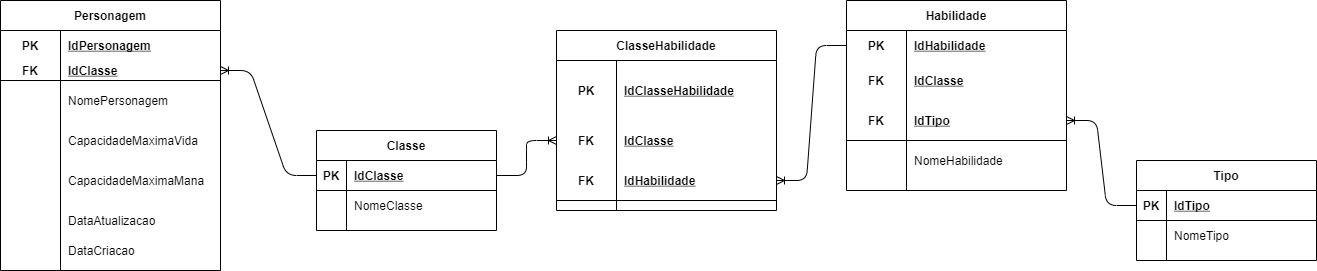 Personagem
PK IdPersonagem
FK IdClasse
NomePersonagem
CapacidadeMaximaVida
CapacidadeMaximaMana
DataAtualizacao
DataCriacao
Classe
PK IdClasse
NomeClasse
ClasseHabilidade
PK IdClasseHabilidade
FK IdClasse
FK IdHabilidade
Habilidade
PK IdHabilidade
FK IdClasse
FK IdTipo
NomeHabilidade
Tipo
PK IdTipo
NomeTipo